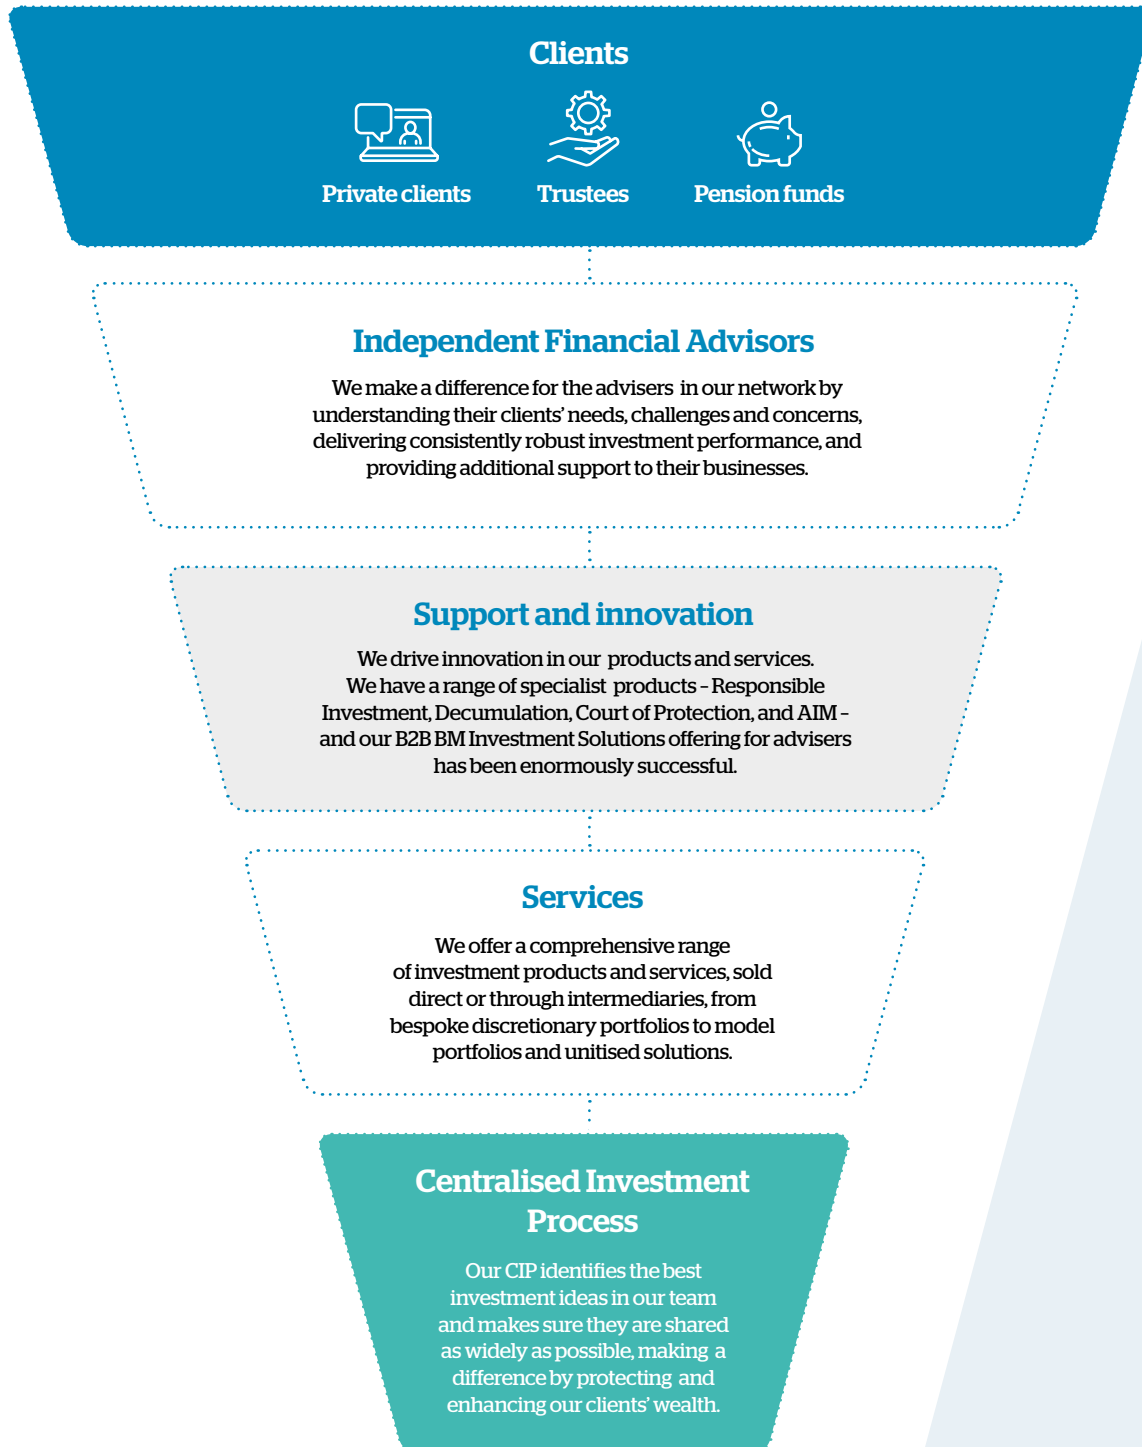 Clients
Private clients
Trustees
Pension funds
Independent Financial Advisors
We make a difference for the advisers in our network by
understanding their clients’ needs, challenges and concerns,
delivering consistently robust investment performance, and
providing additional support to their businesses.
Support and innovation
We drive innovation in our products and services.
We have a range of specialist products – Responsible
Investment, Decumulation, Court of Protection, and AIM –
and our B2B BM Investment Solutions offering for advisers
has been enormously successful.
Services
We offer a comprehensive range
of investment products and services, sold
direct or through intermediaries, from
bespoke discretionary portfolios to model
portfolios and unitised solutions.
Centralised Investment
Process
Our CIP identifies the best
investment ideas in our team
and makes sure they are shared
as widely as possible, making a
difference by protecting and
enhancing our clients’ wealth.